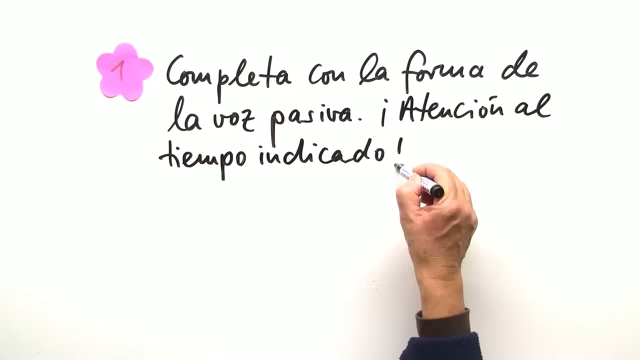 1 Completa con la forma de
la voz pasiva. ¡Atención al
tiempo indicado!